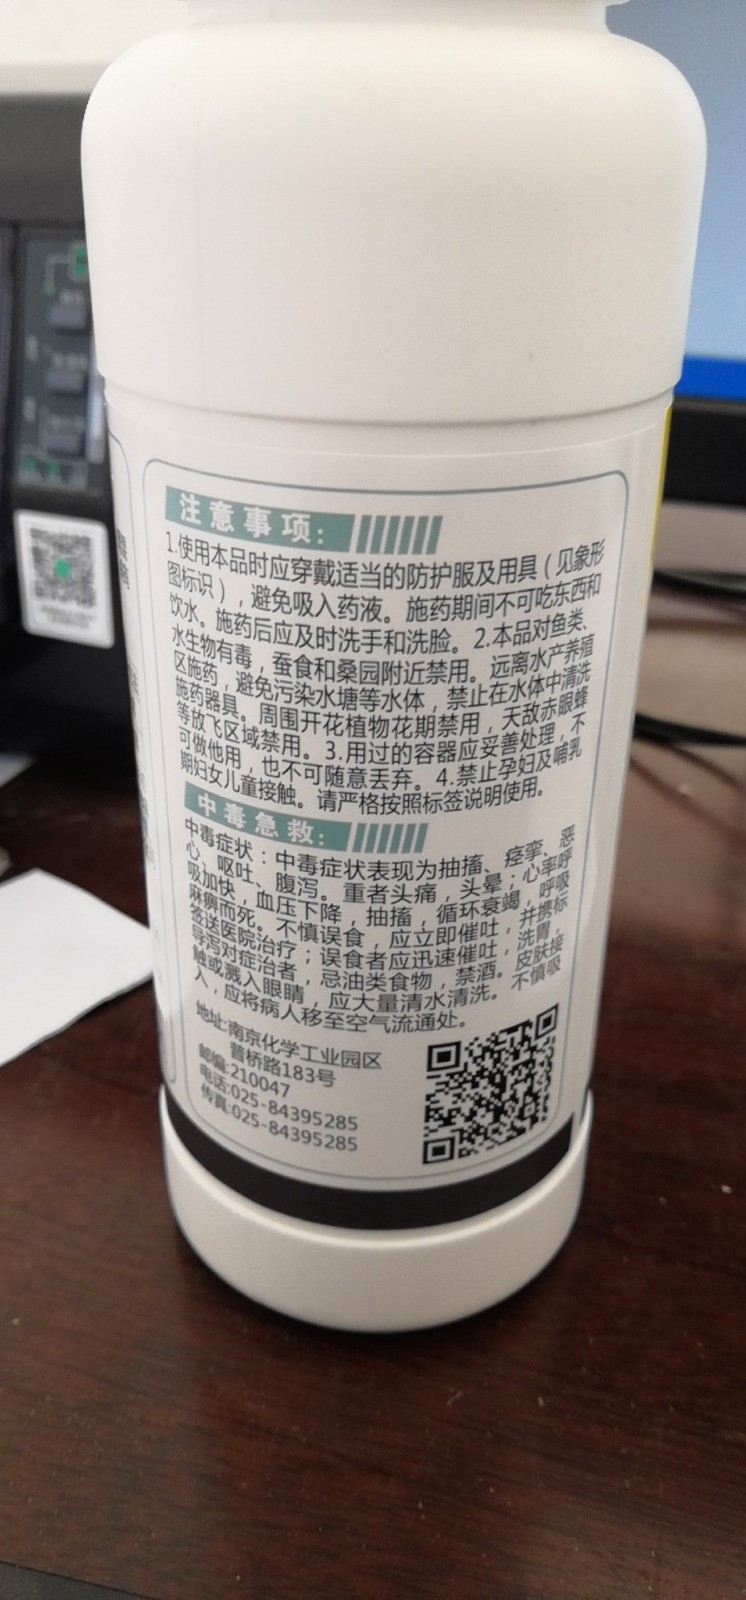 注意事项：
1.使用本品时应穿戴适当的防护服及用具（见象形
图标识），避免吸入药液。施药期间不可吃东西和
饮水。施药后应及时洗手和洗脸。2.本品对鱼类、
水生物有毒，蚕食和桑园附近禁用。远离水产养殖
区施药，避免污染水塘等水体，禁止在水体中清洗
施药器具。周围开花植物花期禁用，天敌赤眼蜂
等放飞区域禁用。3.用过的容器应妥善处理，不
可做他用，也不可随意丢弃。4.禁止孕妇及哺乳
期妇女儿童接触。请严格按照标签说明使用。
中毒急救：
中毒症状：中毒症状表现为抽搐、痉挛、恶
心、呕吐、腹泻。重者头痛，头晕；心率呼
吸加快，血压下降，抽搐，循环衰竭，呼吸
麻痹而死。不慎误食，应立即催吐，并携标
签送医院治疗；误食者应迅速催吐，洗胃，
导泻对症治者，忌油类食物，禁酒。皮肤接
触或溅入眼睛，应大量清水清洗。不慎吸
入，应将病人移至空气流通处。
地址:南京化学工业园区
普桥路183号
邮编:210047
电话:025-84395285
传真:025-84395285